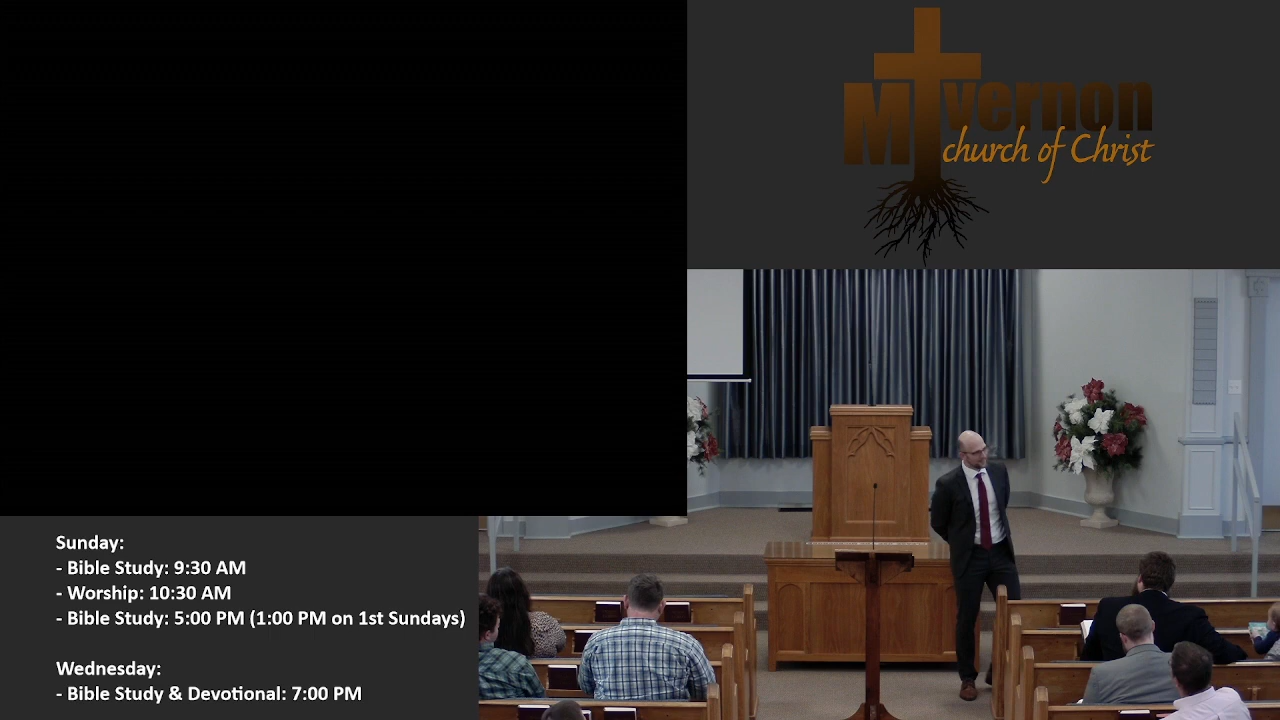 Mt vernon
church of Christ
Sunday:
- Bible Study: 9:30 AM
- Worship: 10:30 AM
- Bible Study: 5:00 PM (1:00 PM on 1st Sundays)
Wednesday:
- Bible Study & Devotional: 7:00 PM